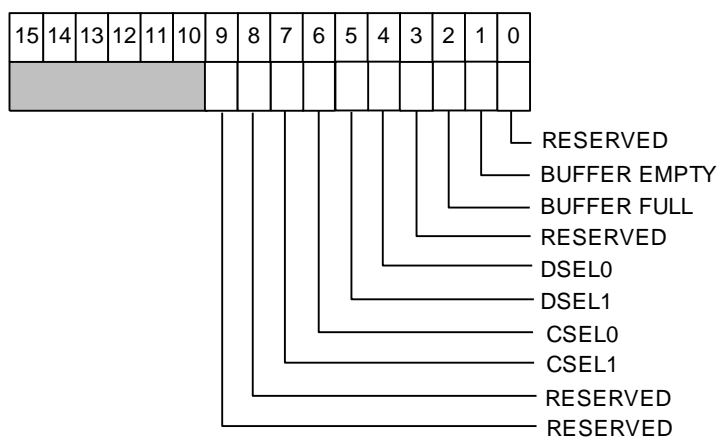 15 14 13 12 11 10 9 8 7 6 5 4 3 2 1 0
RESERVED
BUFFER EMPTY
BUFFER FULL
RESERVED
DSEL0
DSEL1
CSEL0
CSEL1
RESERVED
RESERVED